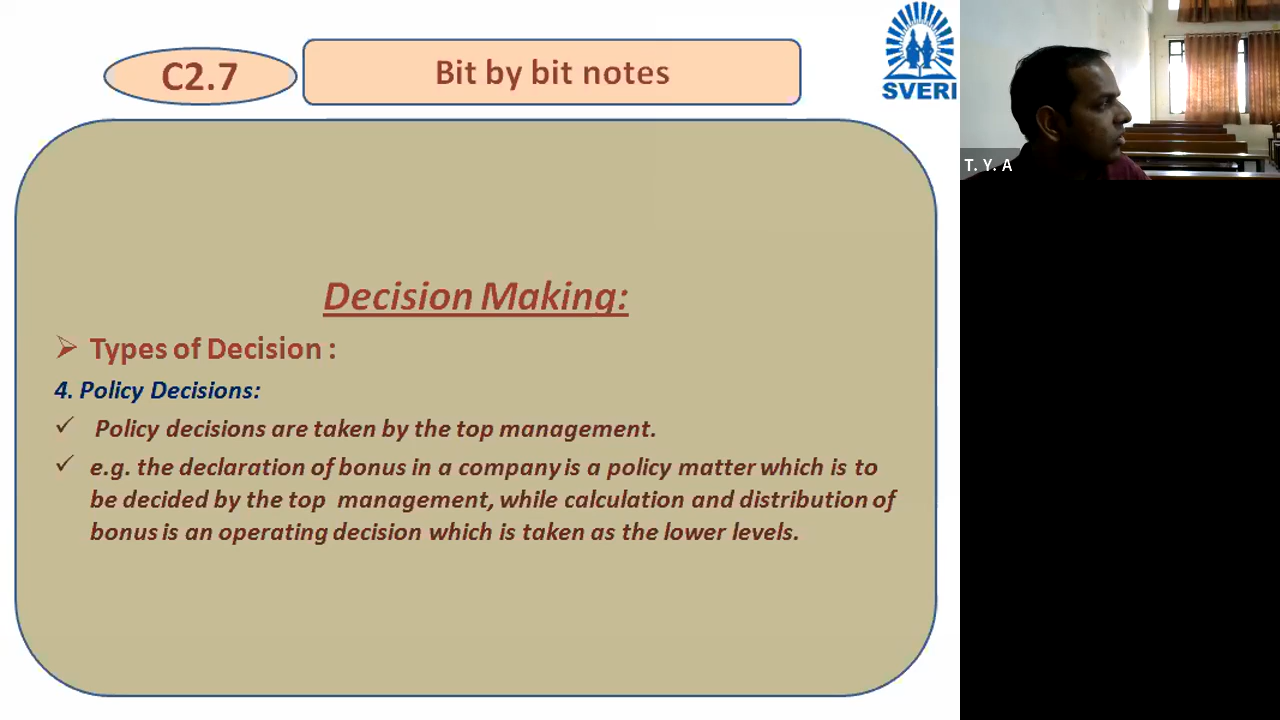 C2.7
Bit by bit notes
SVERI
T. Y. A
Decision Making:
Types of Decision :
4. Policy Decisions:
Policy decisions are taken by the top management.
e.g. the declaration of bonus in a company is a policy matter which is to
be decided by the top management, while calculation and distribution of
bonus is an operating decision which is taken as the lower levels.